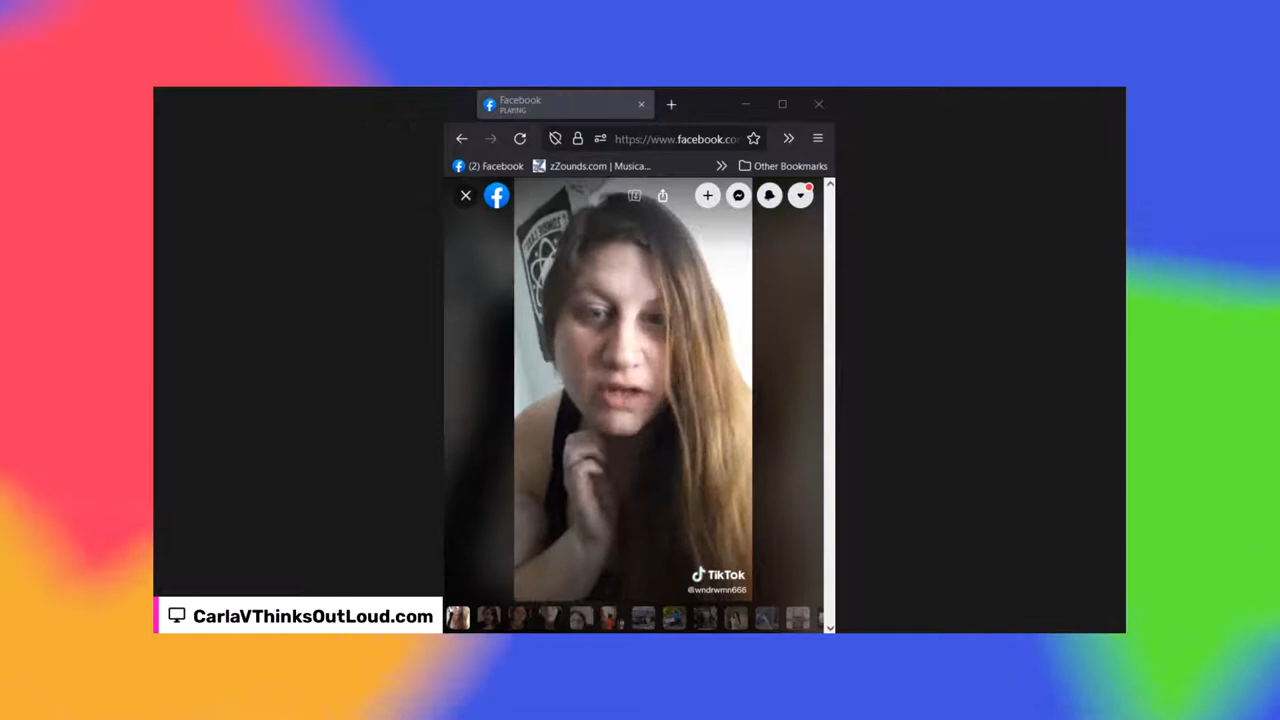 Facebook
PLAYING
https://www.facebook.co
(2) Facebook
zZounds.com | Musica...
Other Bookmarks
TikTok
@wndrwmn666
CarlaVThinksOutLoud.com